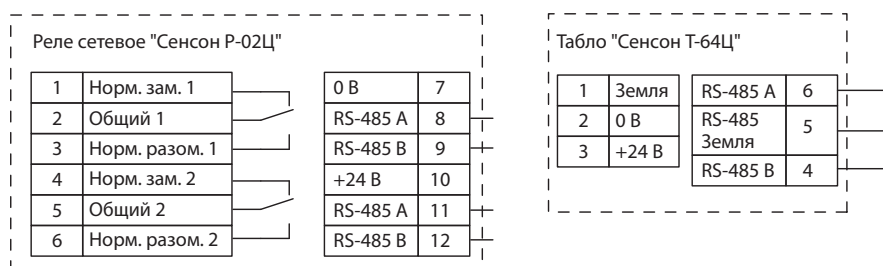 Реле сетевое "Сенсон Р-02Ц"
1 Норм. зам. 1
2 Общий 1
3 Норм. разом. 1
4 Норм. зам. 2
5 Общий 2
6 Норм. разом. 2
0 В 7
RS-485 A 8
RS-485 B 9
+24 В 10
RS-485 A 11
RS-485 B 12
Табло "Сенсон Т-64Ц"
1 Земля
2 0 В
3 +24 В
RS-485 A 6
RS-485
Земля 5
RS-485 B 4